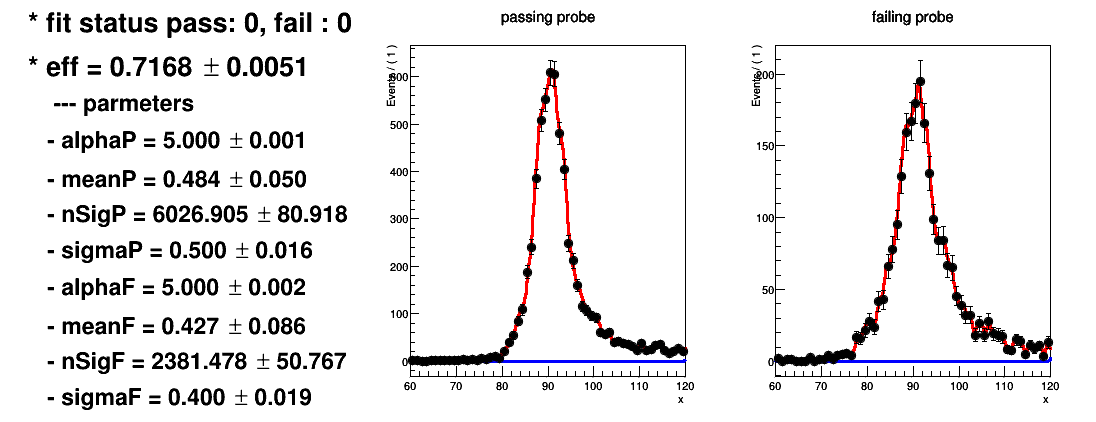 * fit status pass: 0, fail : 0
* eff = 0.7168 ± 0.0051
--- parmeters
- alphaP = 5.000 ± 0.001
- meanP = 0.484 ± 0.050
- nSigP = 6026.905 ± 80.918
- sigmaP = 0.500 ± 0.016
- alphaF = 5.000 ± 0.002
- meanF = 0.427 ± 0.086
- nSigF = 2381.478 ± 50.767
- sigmaF = 0.400 ± 0.019
passing probe
Events / ( 1 )
600
500
400
300
200
100
0
60 70 80 90 100 110 120
x
failing probe
Events / ( 1 )
200
150
100
50
0
60 70 80 90 100 110 120
x